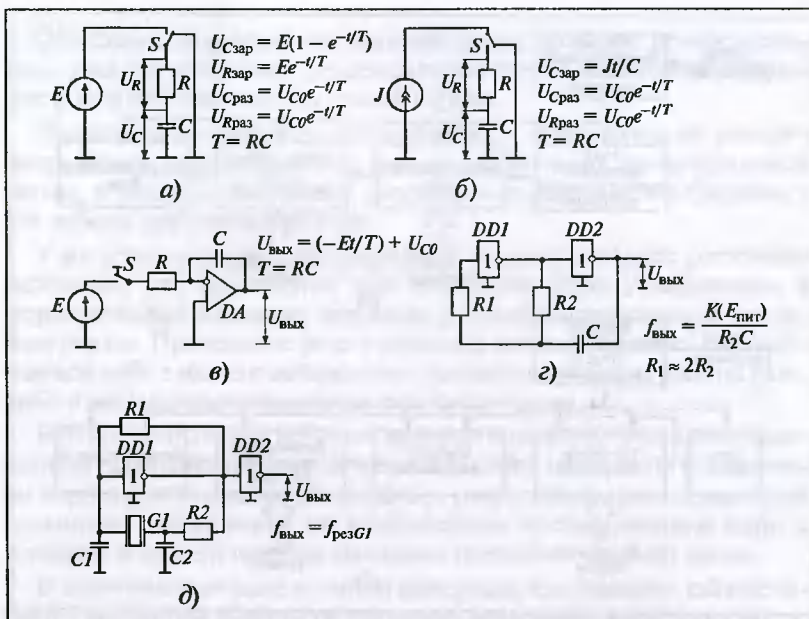 S
U_Cзар = E(1 – e^–t/T)
U_Rзар = Ee^–t/T
U_Cраз = U_C0e^–t/T
U_Rраз = U_C0e^–t/T
T = RC
E
U_R
R
U_C
C
а)
S
U_Cзар = Jt/C
U_Cраз = U_C0e^–t/T
U_Rраз = U_C0e^–t/T
T = RC
J
U_R
R
U_C
C
б)
S
R
C
U_вых = (–Et/T) + U_C0
T = RC
E
DA
U_вых
в)
DD1
DD2
1
1
U_вых
R1
R2
C
f_вых = K(E_пит)/R_2C
R_1 ≈ 2R_2
г)
R1
DD1
DD2
1
1
U_вых
G1
R2
f_вых = f_резG1
C1
C2
д)